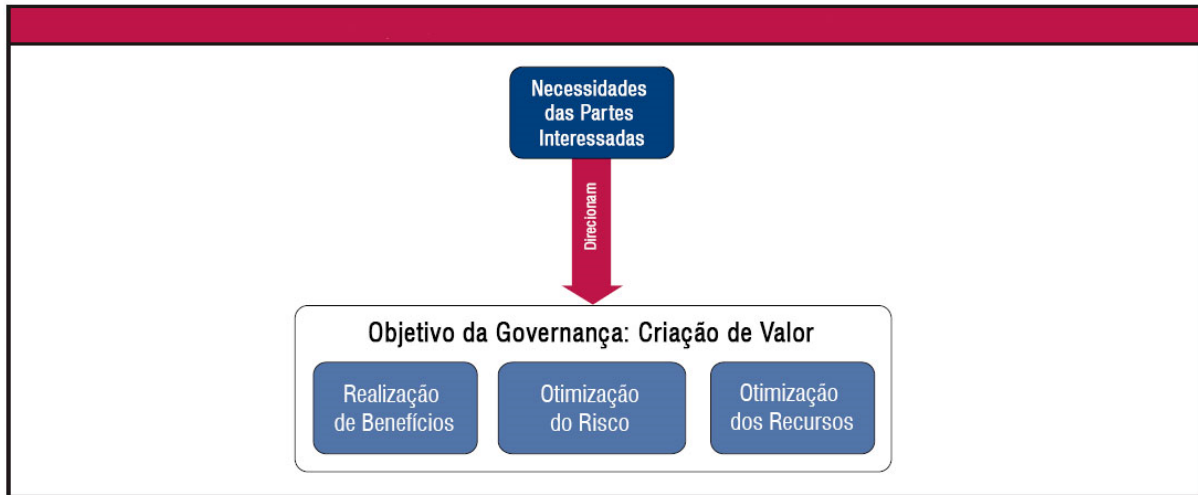 Necessidades
das Partes
Interessadas
Direcionam
Objetivo da Governança: Criação de Valor
Realização
de Benefícios
Otimização
do Risco
Otimização
dos Recursos